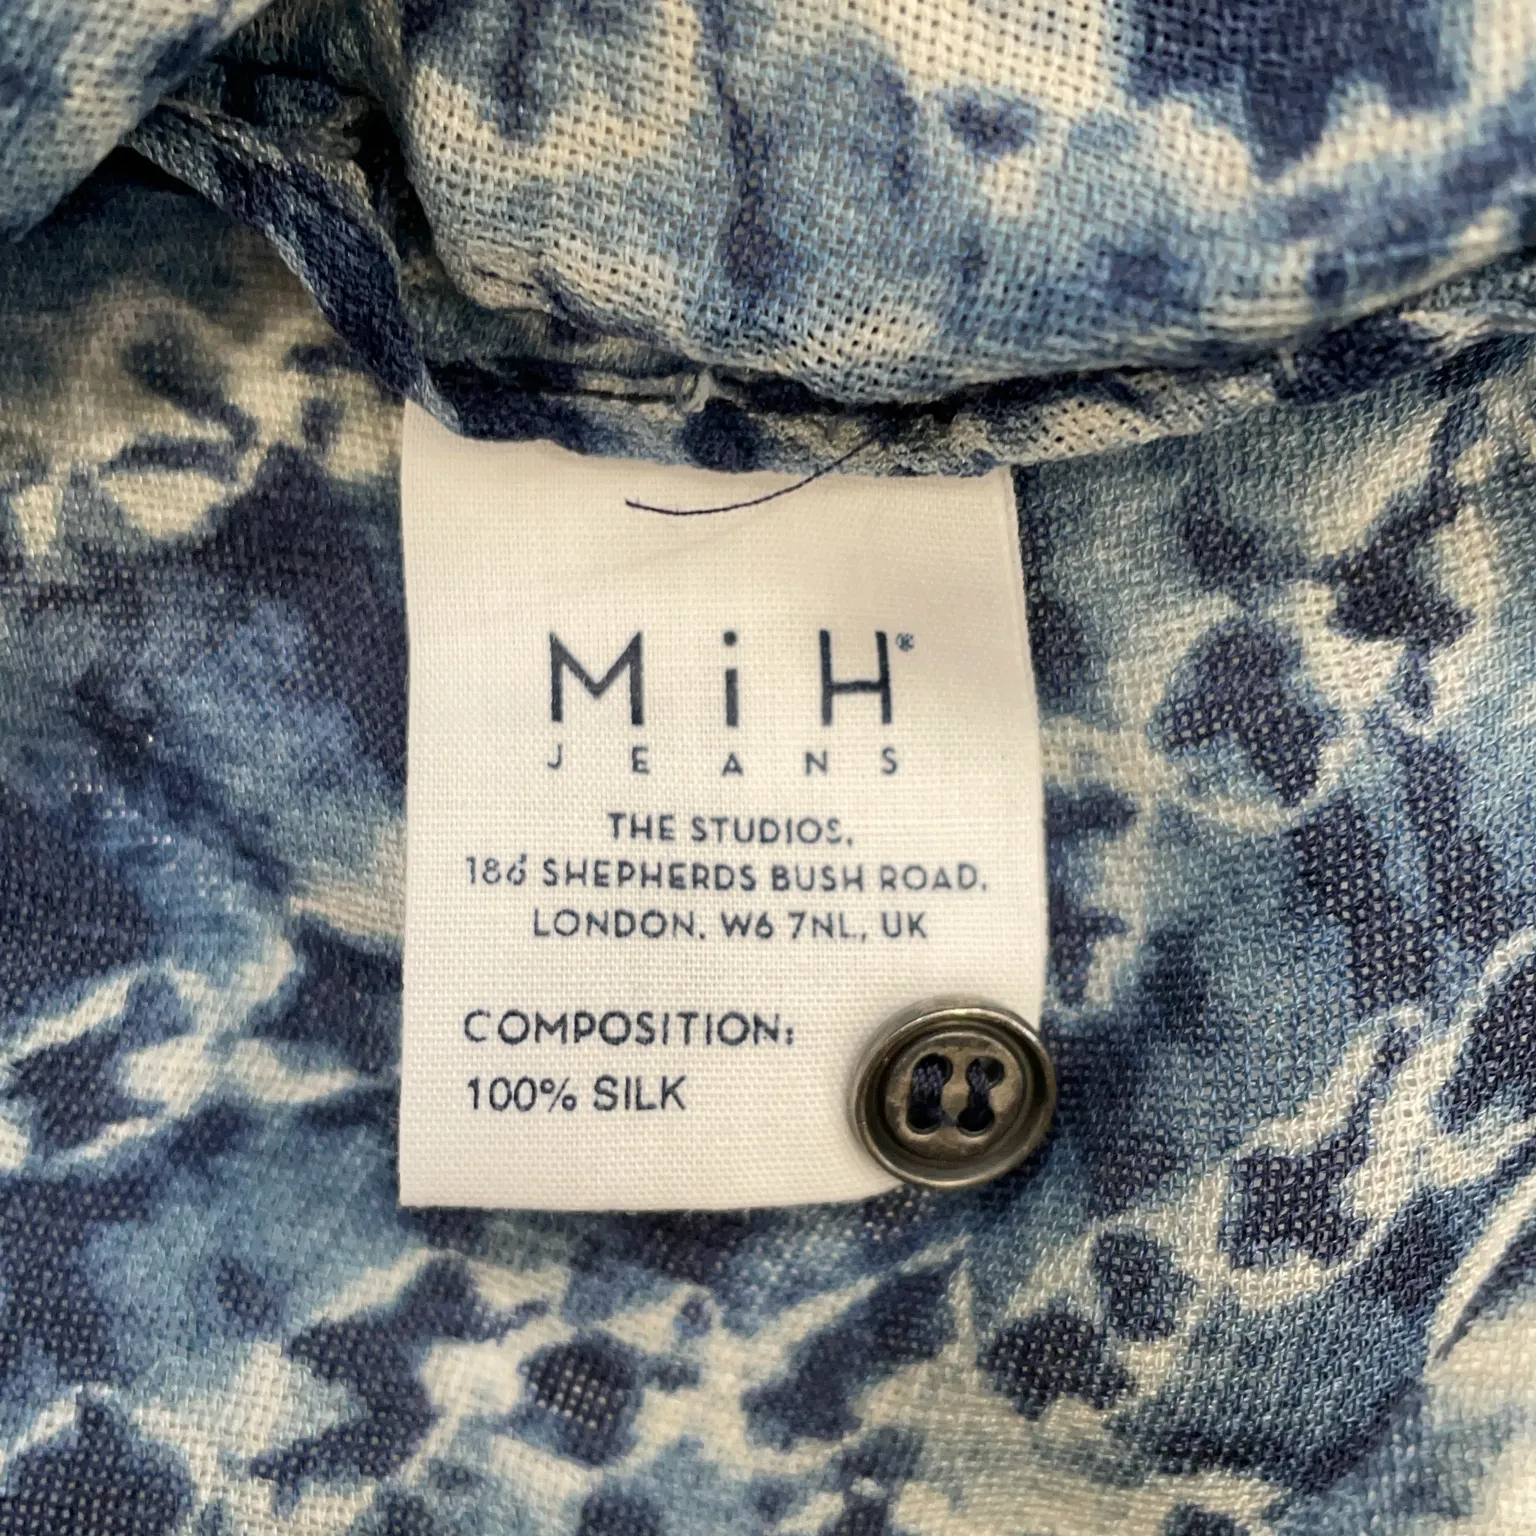 MiH®
JEANS
THE STUDIOS,
186 SHEPHERDS BUSH ROAD,
LONDON, W6 7NL, UK
COMPOSITION:
100% SILK